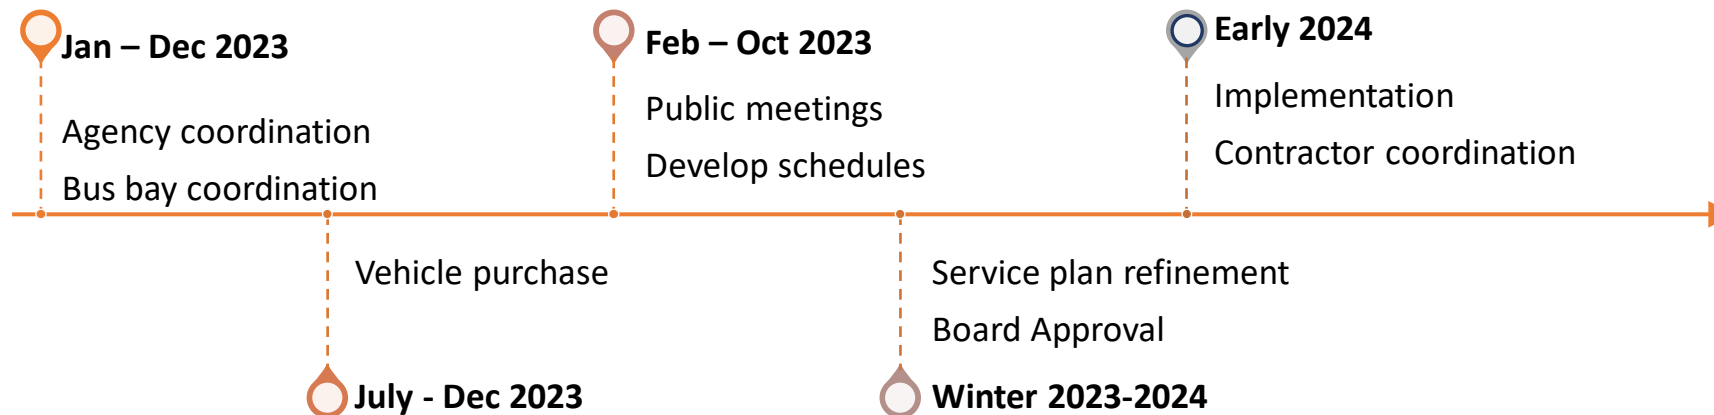 Jan – Dec 2023
Agency coordination
Bus bay coordination
Vehicle purchase
July - Dec 2023
Feb – Oct 2023
Public meetings
Develop schedules
Service plan refinement
Board Approval
Winter 2023-2024
Early 2024
Implementation
Contractor coordination